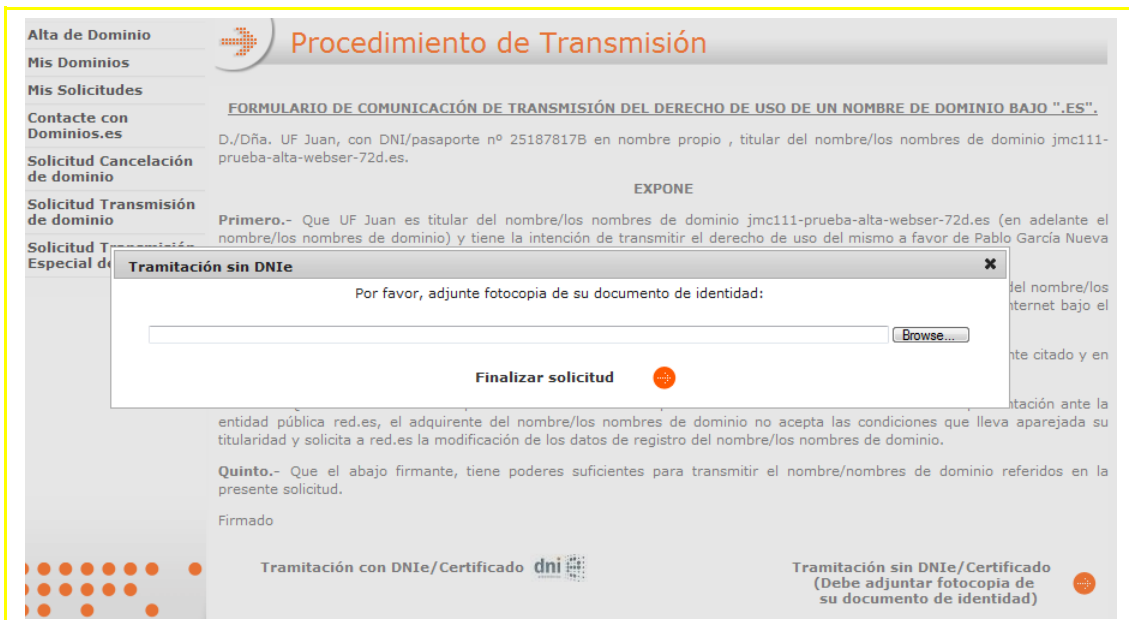 Alta de Dominio
Mis Dominios
Mis Solicitudes
Contacte con
Dominios.es
Solicitud Cancelación
de dominio
Solicitud Transmisión
de dominio
Solicitud Transmisión
Especial de
Procedimiento de Transmisión
FORMULARIO DE COMUNICACIÓN DE TRANSMISIÓN DEL DERECHO DE USO DE UN NOMBRE DE DOMINIO BAJO ".ES".
D./Dña. UF Juan, con DNI/pasaporte nº 25187817B en nombre propio , titular del nombre/los nombres de dominio jmc111-
prueba-alta-webser-72d.es.
EXPONE
Primero.- Que UF Juan es titular del nombre/los nombres de dominio jmc111-prueba-alta-webser-72d.es (en adelante el
nombre/los nombres de dominio) y tiene la intención de transmitir el derecho de uso del mismo a favor de Pablo García Nueva
del nombre/los
nternet bajo el
nte citado y en
Tramitación sin DNIe
Por favor, adjunte fotocopia de su documento de identidad:
Browse...
Finalizar solicitud
ntación ante la
entidad pública red.es, el adquirente del nombre/los nombres de dominio no acepta las condiciones que lleva aparejada su
titularidad y solicita a red.es la modificación de los datos de registro del nombre/los nombres de dominio.
Quinto.- Que el abajo firmante, tiene poderes suficientes para transmitir el nombre/nombres de dominio referidos en la
presente solicitud.
Firmado
Tramitación con DNIe/Certificado dni
Tramitación sin DNIe/Certificado
(Debe adjuntar fotocopia de
su documento de identidad)